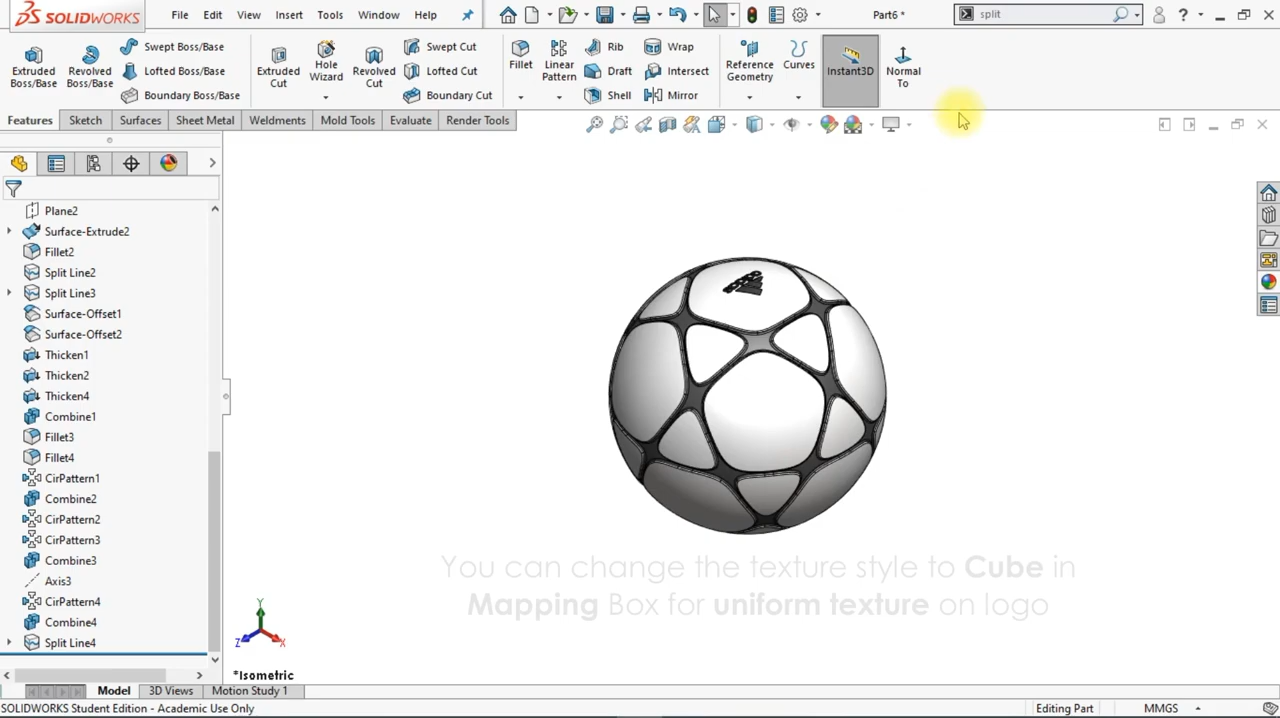 SOLIDWORKS
File
Edit
View
Insert
Tools
Window
Help
Part6 *
split
?
Extruded Boss/Base
Revolved Boss/Base
Swept Boss/Base
Lofted Boss/Base
Boundary Boss/Base
Extruded Cut
Hole Wizard
Revolved Cut
Swept Cut
Lofted Cut
Boundary Cut
Fillet
Linear Pattern
Rib
Draft
Shell
Wrap
Intersect
Mirror
Reference Geometry
Curves
Instant3D
Normal To
Features
Sketch
Surfaces
Sheet Metal
Weldments
Mold Tools
Evaluate
Render Tools
Plane2
Surface-Extrude2
Fillet2
Split Line2
Split Line3
Surface-Offset1
Surface-Offset2
Thicken1
Thicken2
Thicken4
Combine1
Fillet3
Fillet4
CirPattern1
Combine2
CirPattern2
CirPattern3
Combine3
Axis3
CirPattern4
Combine4
Split Line4
You can change the texture style to Cube in
Mapping Box for uniform texture on logo
Y
Z
X
*Isometric
Model
3D Views
Motion Study 1
SOLIDWORKS Student Edition - Academic Use Only
Editing Part
MMGS